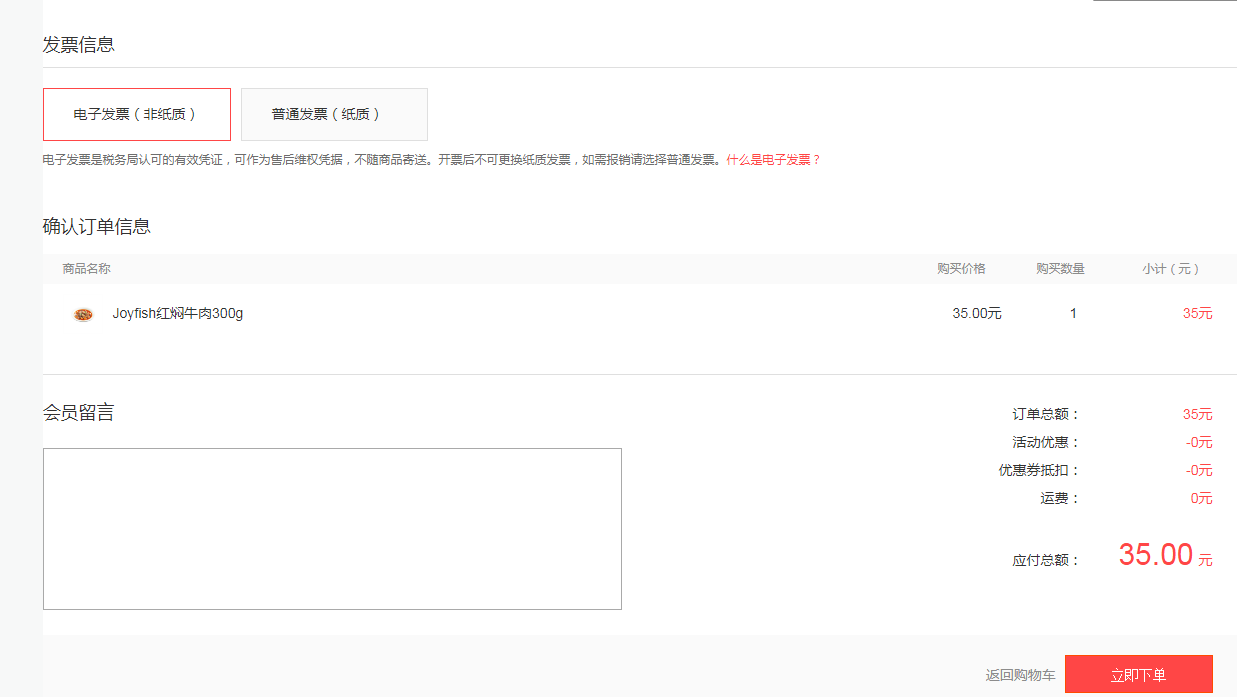 发票信息
电子发票（非纸质）
普通发票（纸质）
电子发票是税务局认可的有效凭证，可作为售后维权凭据，不随商品寄送。开票后不可更换纸质发票，如需报销请选择普通发票。什么是电子发票？
确认订单信息
商品名称 购买价格 购买数量 小计（元）
Joyfish红焖牛肉300g 35.00元 1 35元
会员留言
订单总额： 35元
活动优惠： -0元
优惠券抵扣： -0元
运费： 0元
应付总额： 35.00 元
返回购物车 立即下单